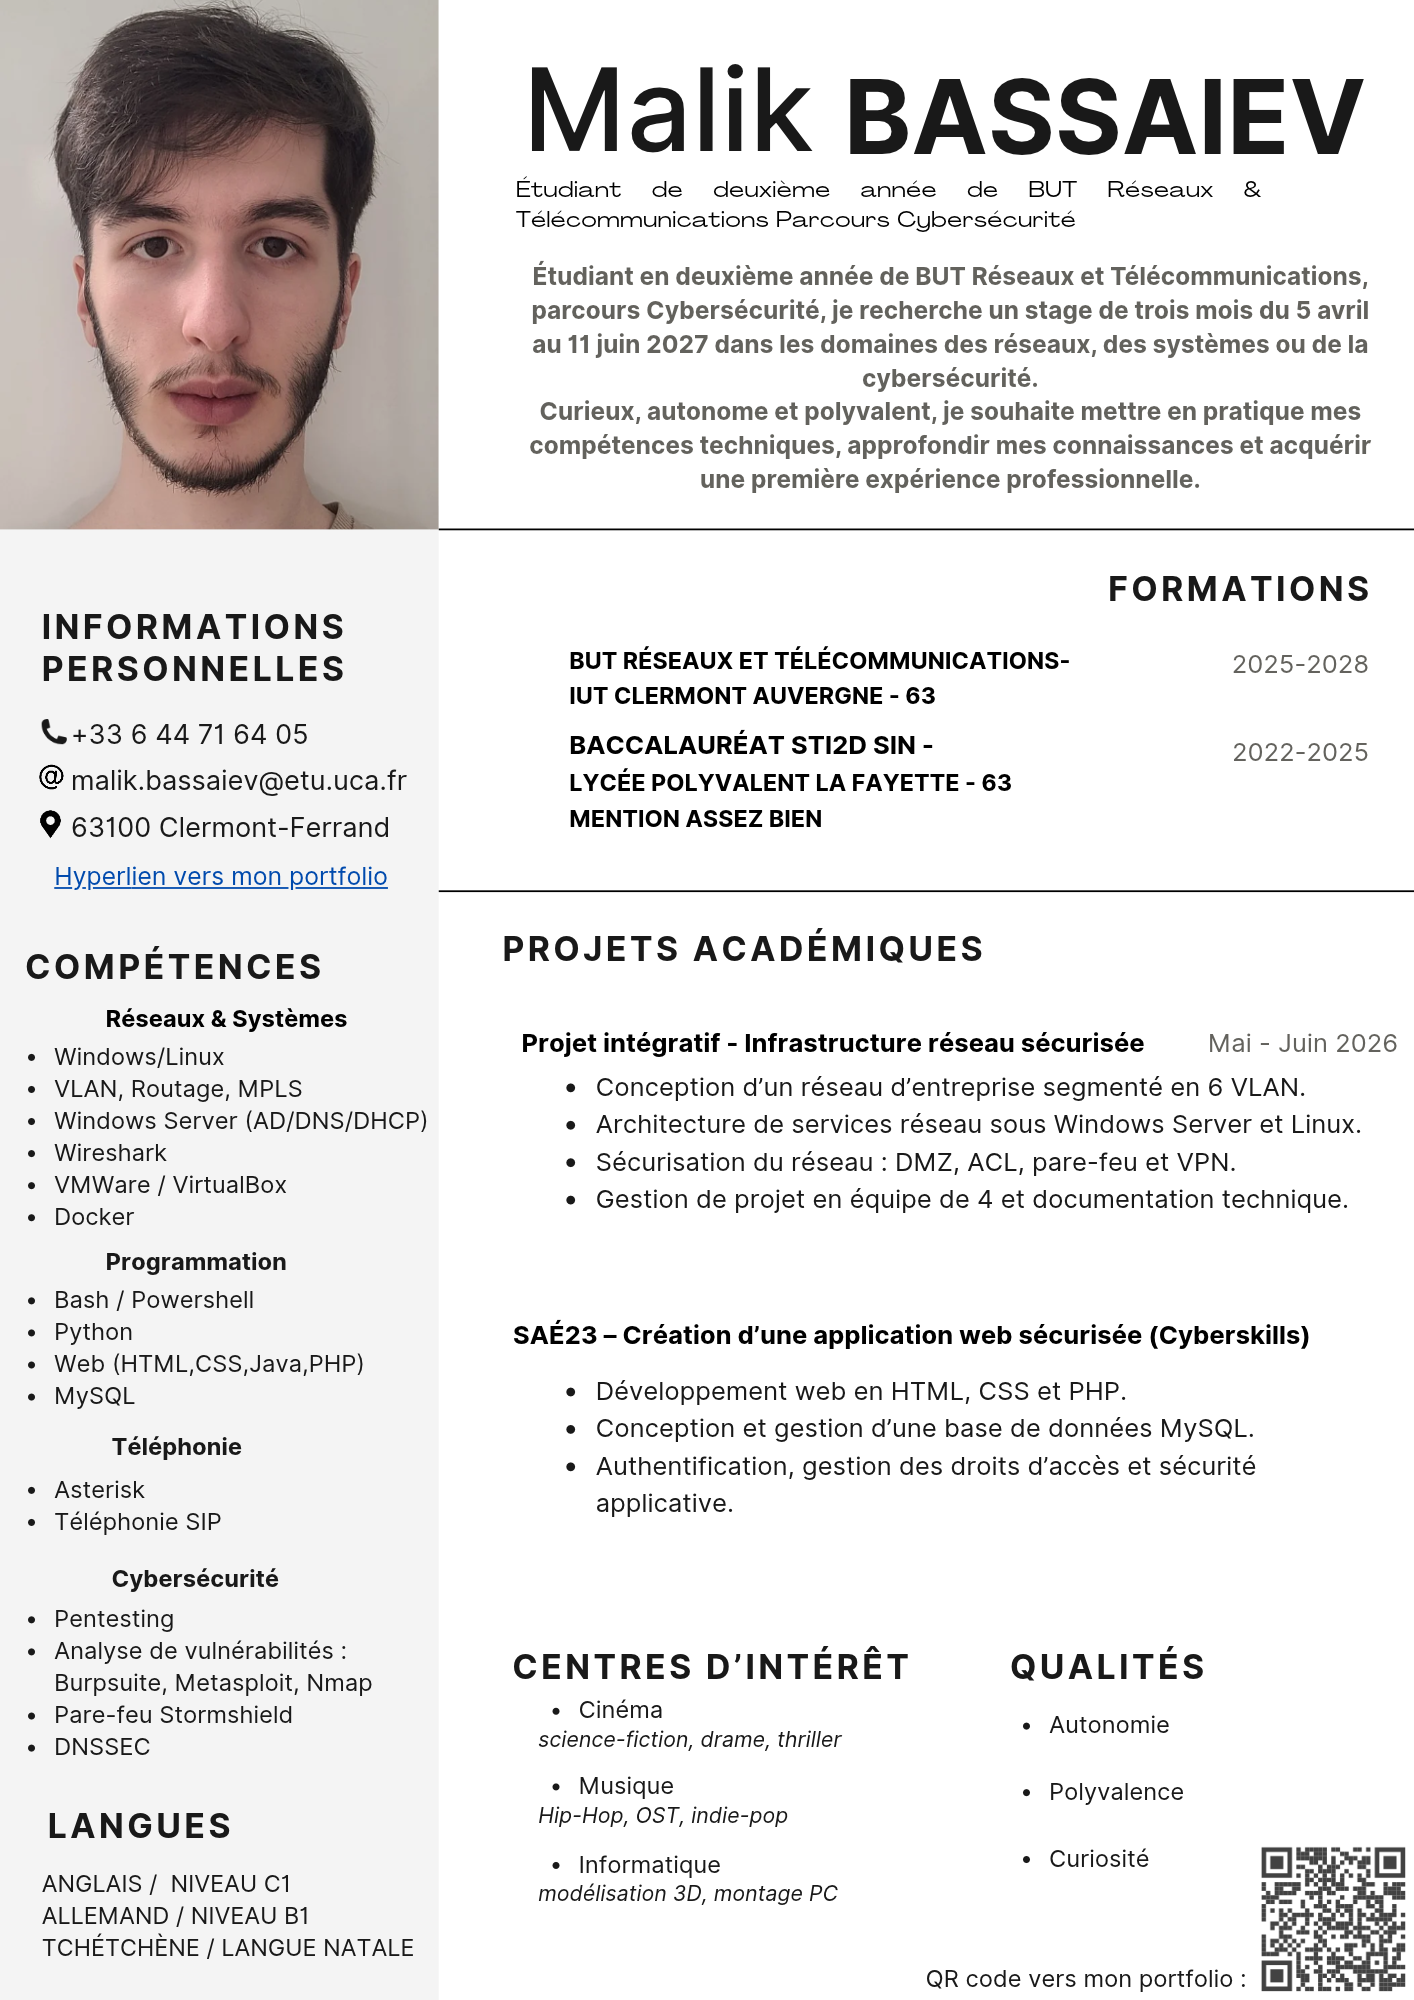 Malik BASSAIEV
Étudiant de deuxième année de BUT Réseaux &
Télécommunications Parcours Cybersécurité
Étudiant en deuxième année de BUT Réseaux et Télécommunications,
parcours Cybersécurité, je recherche un stage de trois mois du 5 avril
au 11 juin 2027 dans les domaines des réseaux, des systèmes ou de la
cybersécurité.
Curieux, autonome et polyvalent, je souhaite mettre en pratique mes
compétences techniques, approfondir mes connaissances et acquérir
une première expérience professionnelle.
INFORMATIONS
PERSONNELLES
+33 6 44 71 64 05
@ malik.bassaiev@etu.uca.fr
63100 Clermont-Ferrand
Hyperlien vers mon portfolio
COMPÉTENCES
Réseaux & Systèmes
• Windows/Linux
• VLAN, Routage, MPLS
• Windows Server (AD/DNS/DHCP)
• Wireshark
• VMWare / VirtualBox
• Docker
Programmation
• Bash / Powershell
• Python
• Web (HTML,CSS,Java,PHP)
• MySQL
Téléphonie
• Asterisk
• Téléphonie SIP
Cybersécurité
• Pentesting
• Analyse de vulnérabilités :
Burpsuite, Metasploit, Nmap
• Pare-feu Stormshield
• DNSSEC
LANGUES
ANGLAIS / NIVEAU C1
ALLEMAND / NIVEAU B1
TCHÉTCHÈNE / LANGUE NATALE
FORMATIONS
BUT RÉSEAUX ET TÉLÉCOMMUNICATIONS- 2025-2028
IUT CLERMONT AUVERGNE - 63
BACCALAURÉAT STI2D SIN - 2022-2025
LYCÉE POLYVALENT LA FAYETTE - 63
MENTION ASSEZ BIEN
PROJETS ACADÉMIQUES
Projet intégratif - Infrastructure réseau sécurisée Mai - Juin 2026
• Conception d’un réseau d’entreprise segmenté en 6 VLAN.
• Architecture de services réseau sous Windows Server et Linux.
• Sécurisation du réseau : DMZ, ACL, pare-feu et VPN.
• Gestion de projet en équipe de 4 et documentation technique.
SAÉ23 – Création d’une application web sécurisée (Cyberskills)
• Développement web en HTML, CSS et PHP.
• Conception et gestion d’une base de données MySQL.
• Authentification, gestion des droits d’accès et sécurité
applicative.
CENTRES D’INTÉRÊT
• Cinéma
science-fiction, drame, thriller
• Musique
Hip-Hop, OST, indie-pop
• Informatique
modélisation 3D, montage PC
QUALITÉS
• Autonomie
• Polyvalence
• Curiosité
QR code vers mon portfolio :